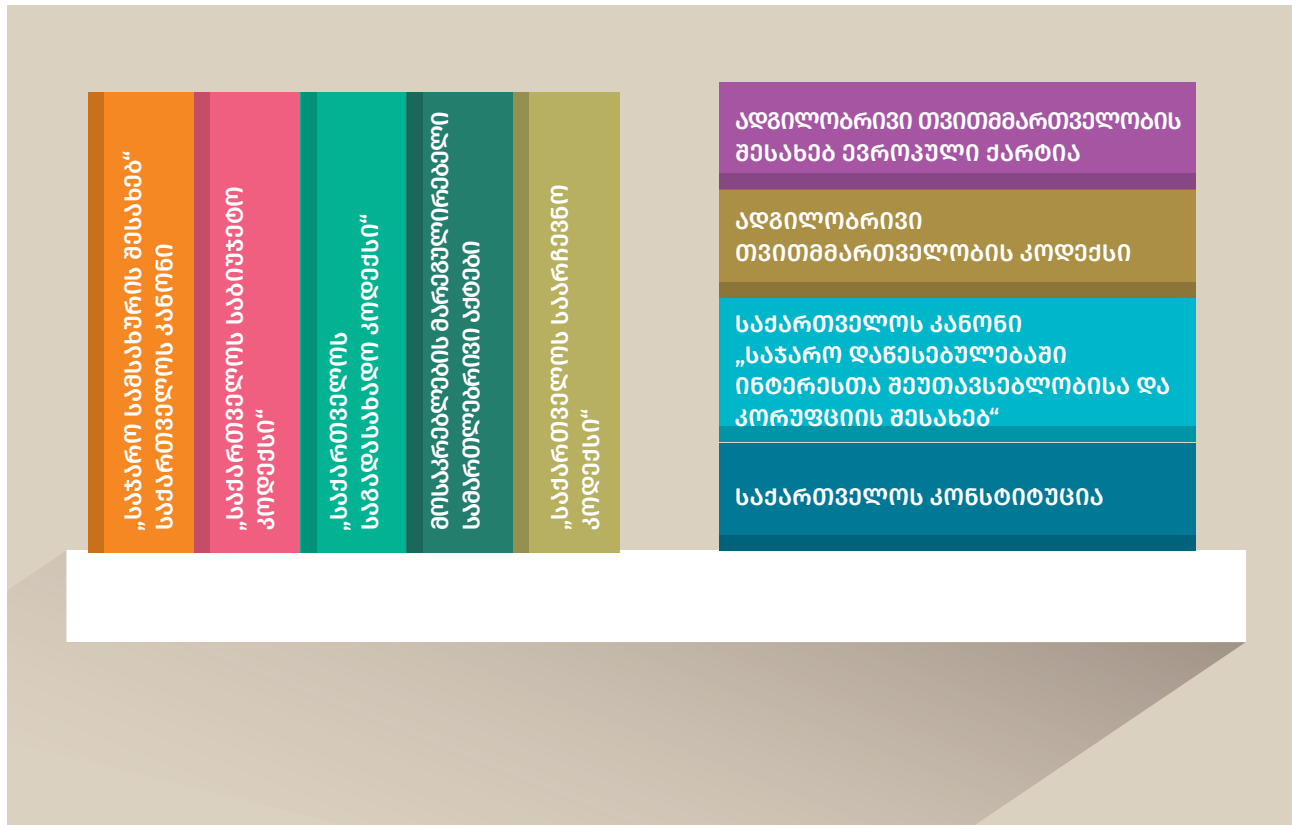 „საჯარო სამსახურის შესახებ“
საქართველოს კანონი
„საქართველოს საბიუჯეტო
კოდექსი“
„საქართველოს
საგადასახადო კოდექსი“
მოსაკრებლების მარეგულირებელი
სამართლებრივი აქტები
„საქართველოს საარჩევნო
კოდექსი“
ადგილობრივი თვითმმართველობის
შესახებ ევროპული ქარტია
ადგილობრივი
თვითმმართველობის კოდექსი
საქართველოს კანონი
„საჯარო დაწესებულებაში
ინტერესთა შეუთავსებლობისა და
კორუფციის შესახებ“
საქართველოს კონსტიტუცია